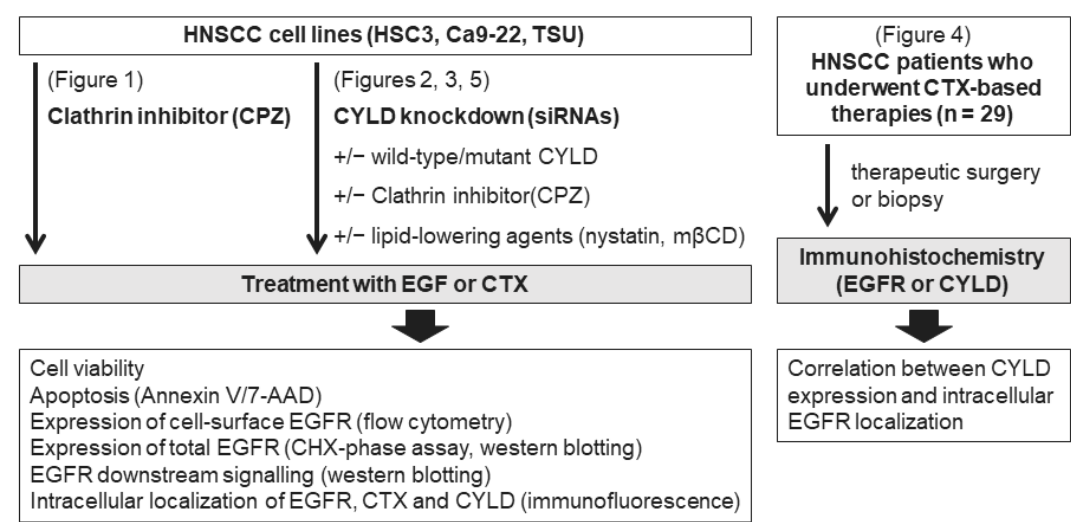 HNSCC cell lines (HSC3, Ca9-22, TSU)
(Figure 1)
Clathrin inhibitor (CPZ)
(Figures 2, 3, 5)
CYLD knockdown (siRNAs)
+/− wild-type/mutant CYLD
+/− Clathrin inhibitor(CPZ)
+/− lipid-lowering agents (nystatin, mβCD)
Treatment with EGF or CTX
Cell viability
Apoptosis (Annexin V/7-AAD)
Expression of cell-surface EGFR (flow cytometry)
Expression of total EGFR (CHX-phase assay, western blotting)
EGFR downstream signalling (western blotting)
Intracellular localization of EGFR, CTX and CYLD (immunofluorescence)
(Figure 4)
HNSCC patients who
underwent CTX-based
therapies (n = 29)
therapeutic surgery
or biopsy
Immunohistochemistry
(EGFR or CYLD)
Correlation between CYLD
expression and intracellular
EGFR localization